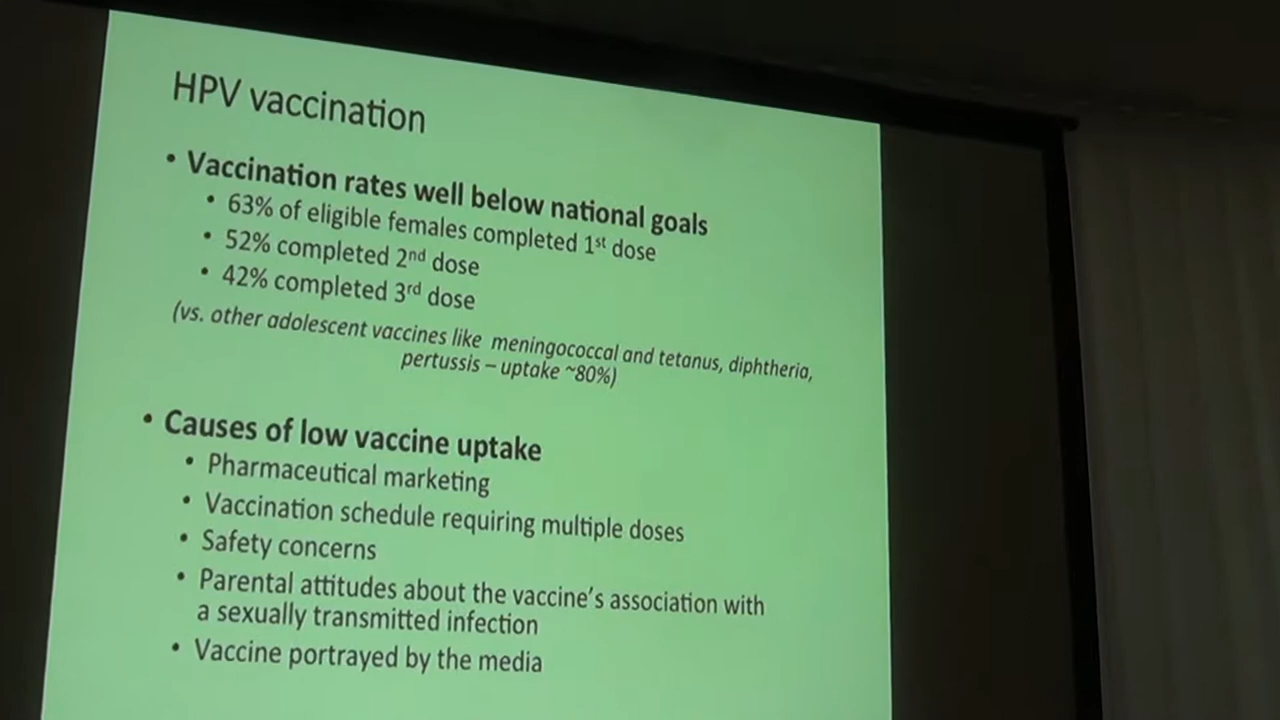 HPV vaccination
• Vaccination rates well below national goals
• 63% of eligible females completed 1st dose
• 52% completed 2nd dose
• 42% completed 3rd dose
(vs. other adolescent vaccines like meningococcal and tetanus, diphtheria,
pertussis – uptake ~80%)
• Causes of low vaccine uptake
• Pharmaceutical marketing
• Vaccination schedule requiring multiple doses
• Safety concerns
• Parental attitudes about the vaccine's association with
a sexually transmitted infection
• Vaccine portrayed by the media